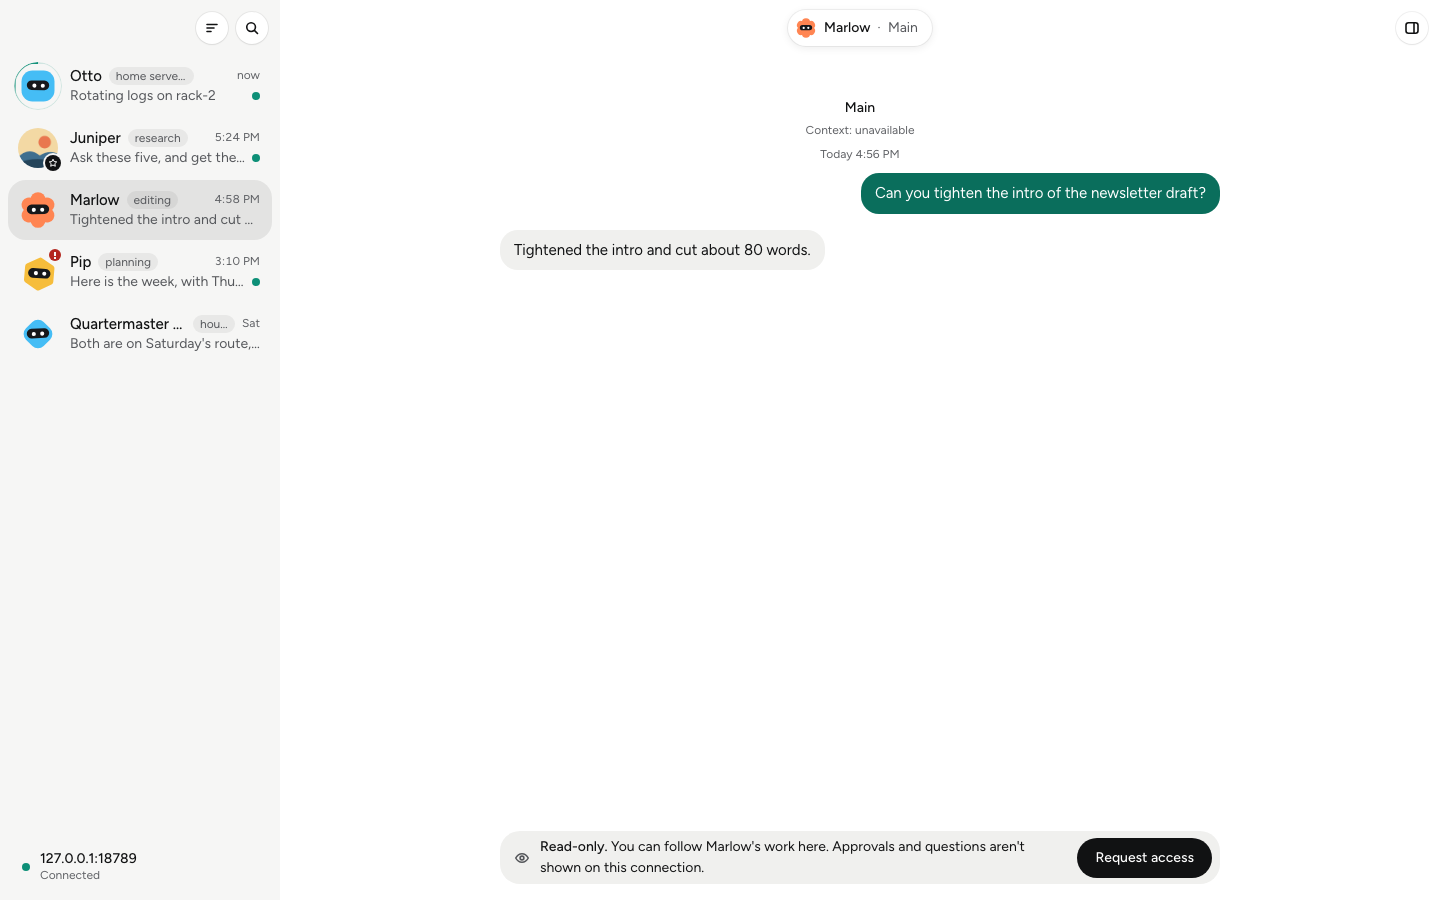 Otto home serve... now
Rotating logs on rack-2
Juniper research 5:24 PM
Ask these five, and get the...
Marlow editing 4:58 PM
Tightened the intro and cut ...
Pip planning 3:10 PM
Here is the week, with Thu...
Quartermaster ... hou... Sat
Both are on Saturday's route,...
127.0.0.1:18789
Connected
Marlow · Main
Main
Context: unavailable
Today 4:56 PM
Can you tighten the intro of the newsletter draft?
Tightened the intro and cut about 80 words.
Read-only. You can follow Marlow's work here. Approvals and questions aren't
shown on this connection.
Request access